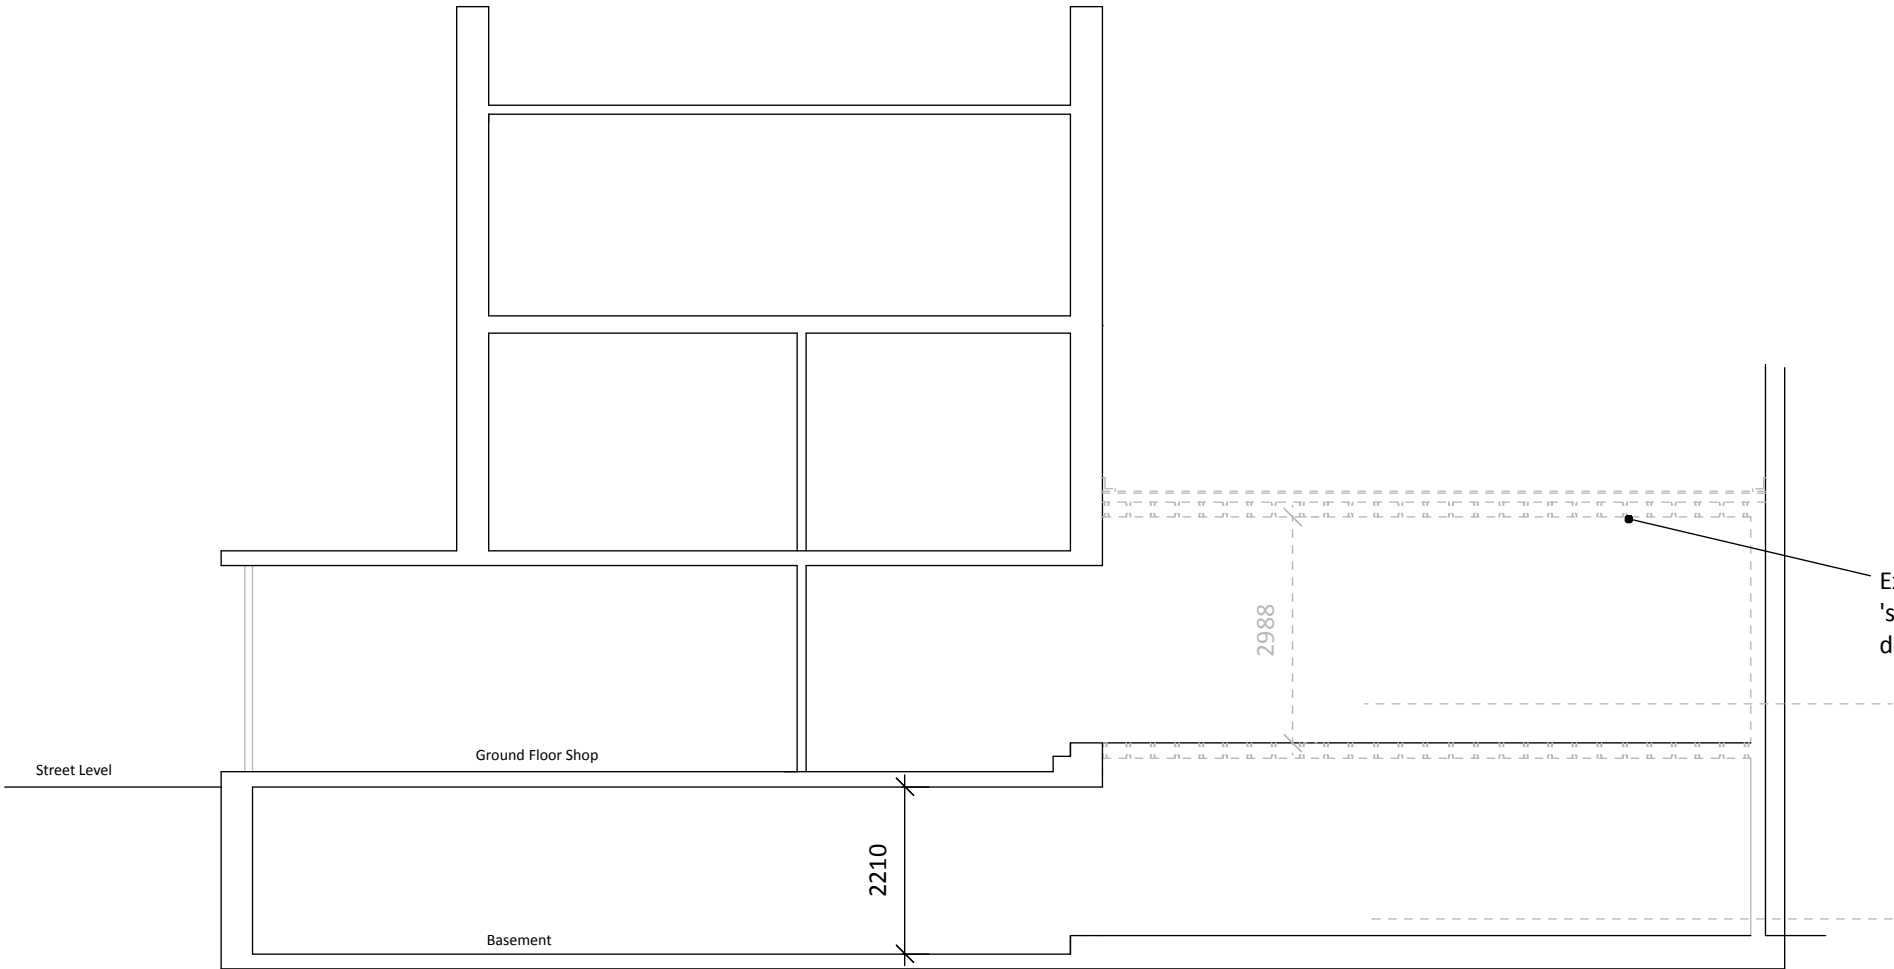 2988
Ground Floor Shop
Street Level
2210
Basement